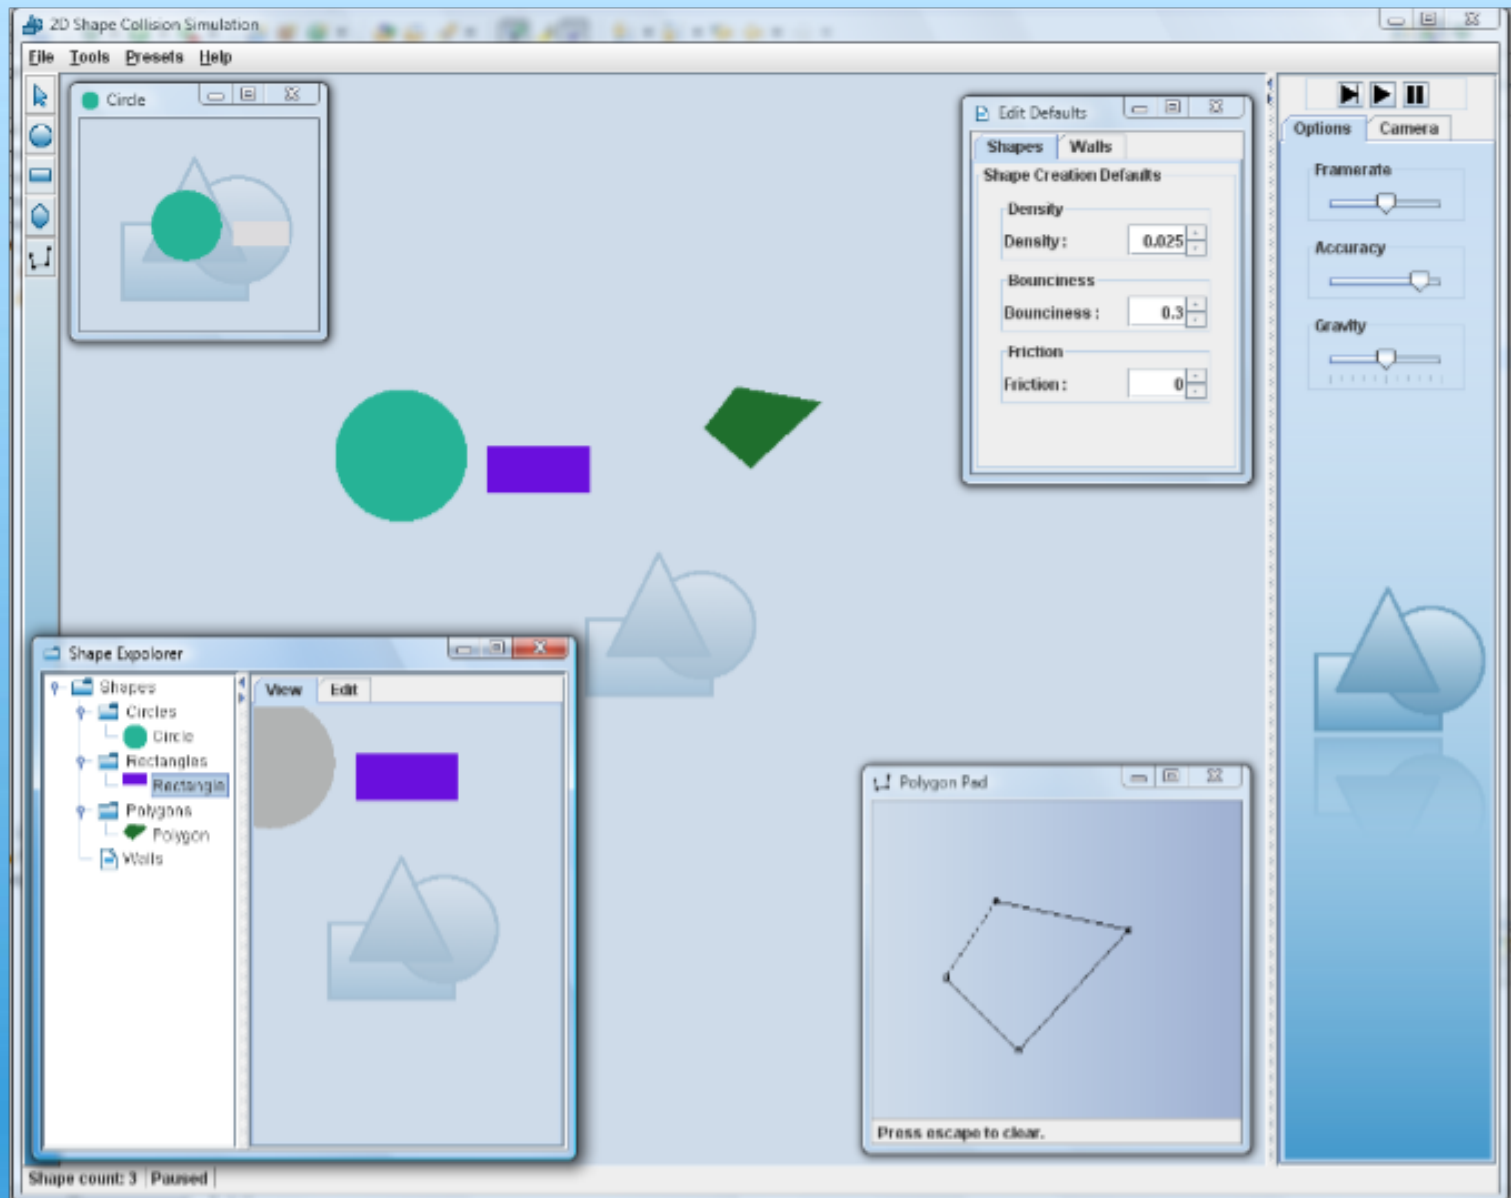 2D Shape Collision Simulation
File Tools Presets Help
Circle
Edit Defaults
Shapes Walls
Shape Creation Defaults
Density
Density: 0.025
Bounciness
Bounciness: 0.3
Friction
Friction: 0
Options Camera
Framerate
Accuracy
Gravity
Shape Expolorer
Shapes
Circles
Circle
Rectangles
Rectangle
Polygons
Polygon
Walls
View Edit
Polygon Pad
Press escape to clear.
Shape count: 3 Paused